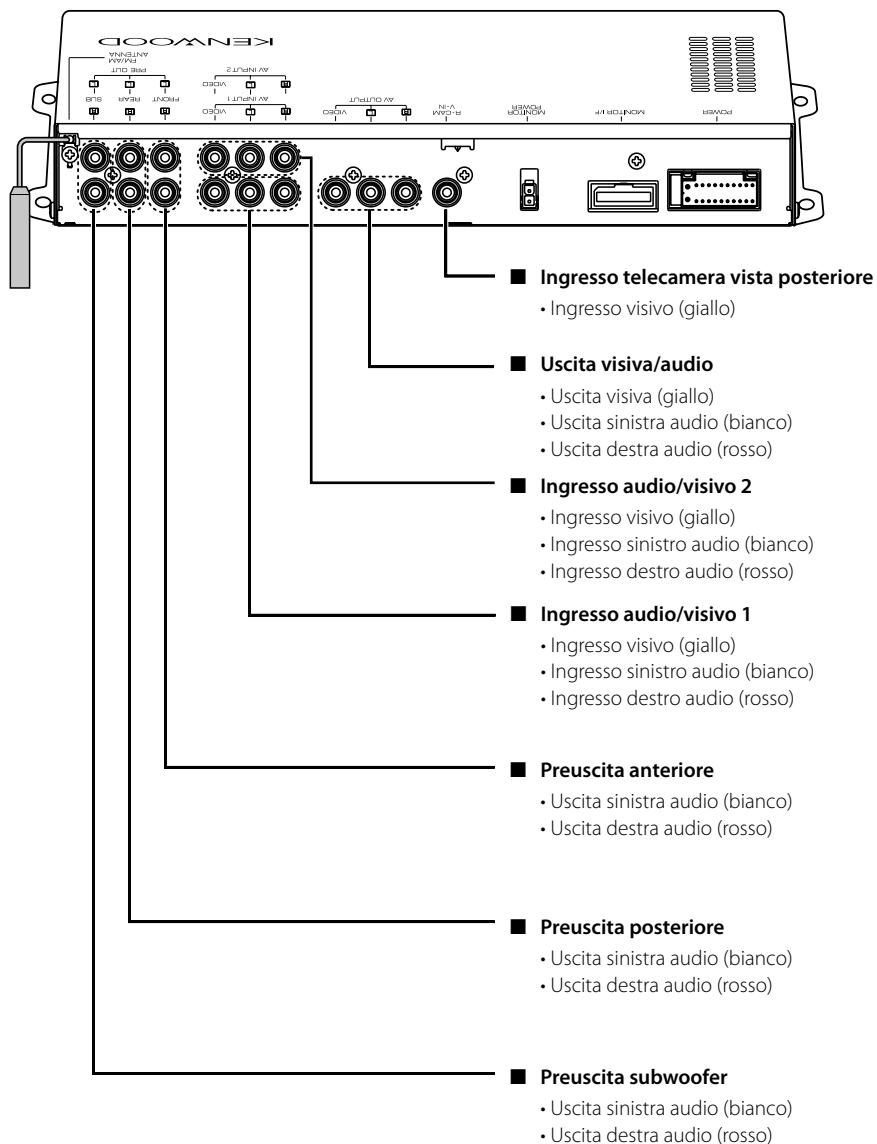 KENWOOD
FM/AM
ANTENNA
PRE OUT
AV INPUT 2
VIDEO
L
R
SUB
REAR
FRONT
AV INPUT 1
VIDEO
AV OUTPUT
VIDEO
R-CAM
V-IN
MONITOR
POWER
MONITOR I/F
POWER
■ Ingresso telecamera vista posteriore
• Ingresso visivo (giallo)
■ Uscita visiva/audio
• Uscita visiva (giallo)
• Uscita sinistra audio (bianco)
• Uscita destra audio (rosso)
■ Ingresso audio/visivo 2
• Ingresso visivo (giallo)
• Ingresso sinistro audio (bianco)
• Ingresso destro audio (rosso)
■ Ingresso audio/visivo 1
• Ingresso visivo (giallo)
• Ingresso sinistro audio (bianco)
• Ingresso destro audio (rosso)
■ Preuscita anteriore
• Uscita sinistra audio (bianco)
• Uscita destra audio (rosso)
■ Preuscita posteriore
• Uscita sinistra audio (bianco)
• Uscita destra audio (rosso)
■ Preuscita subwoofer
• Uscita sinistra audio (bianco)
• Uscita destra audio (rosso)